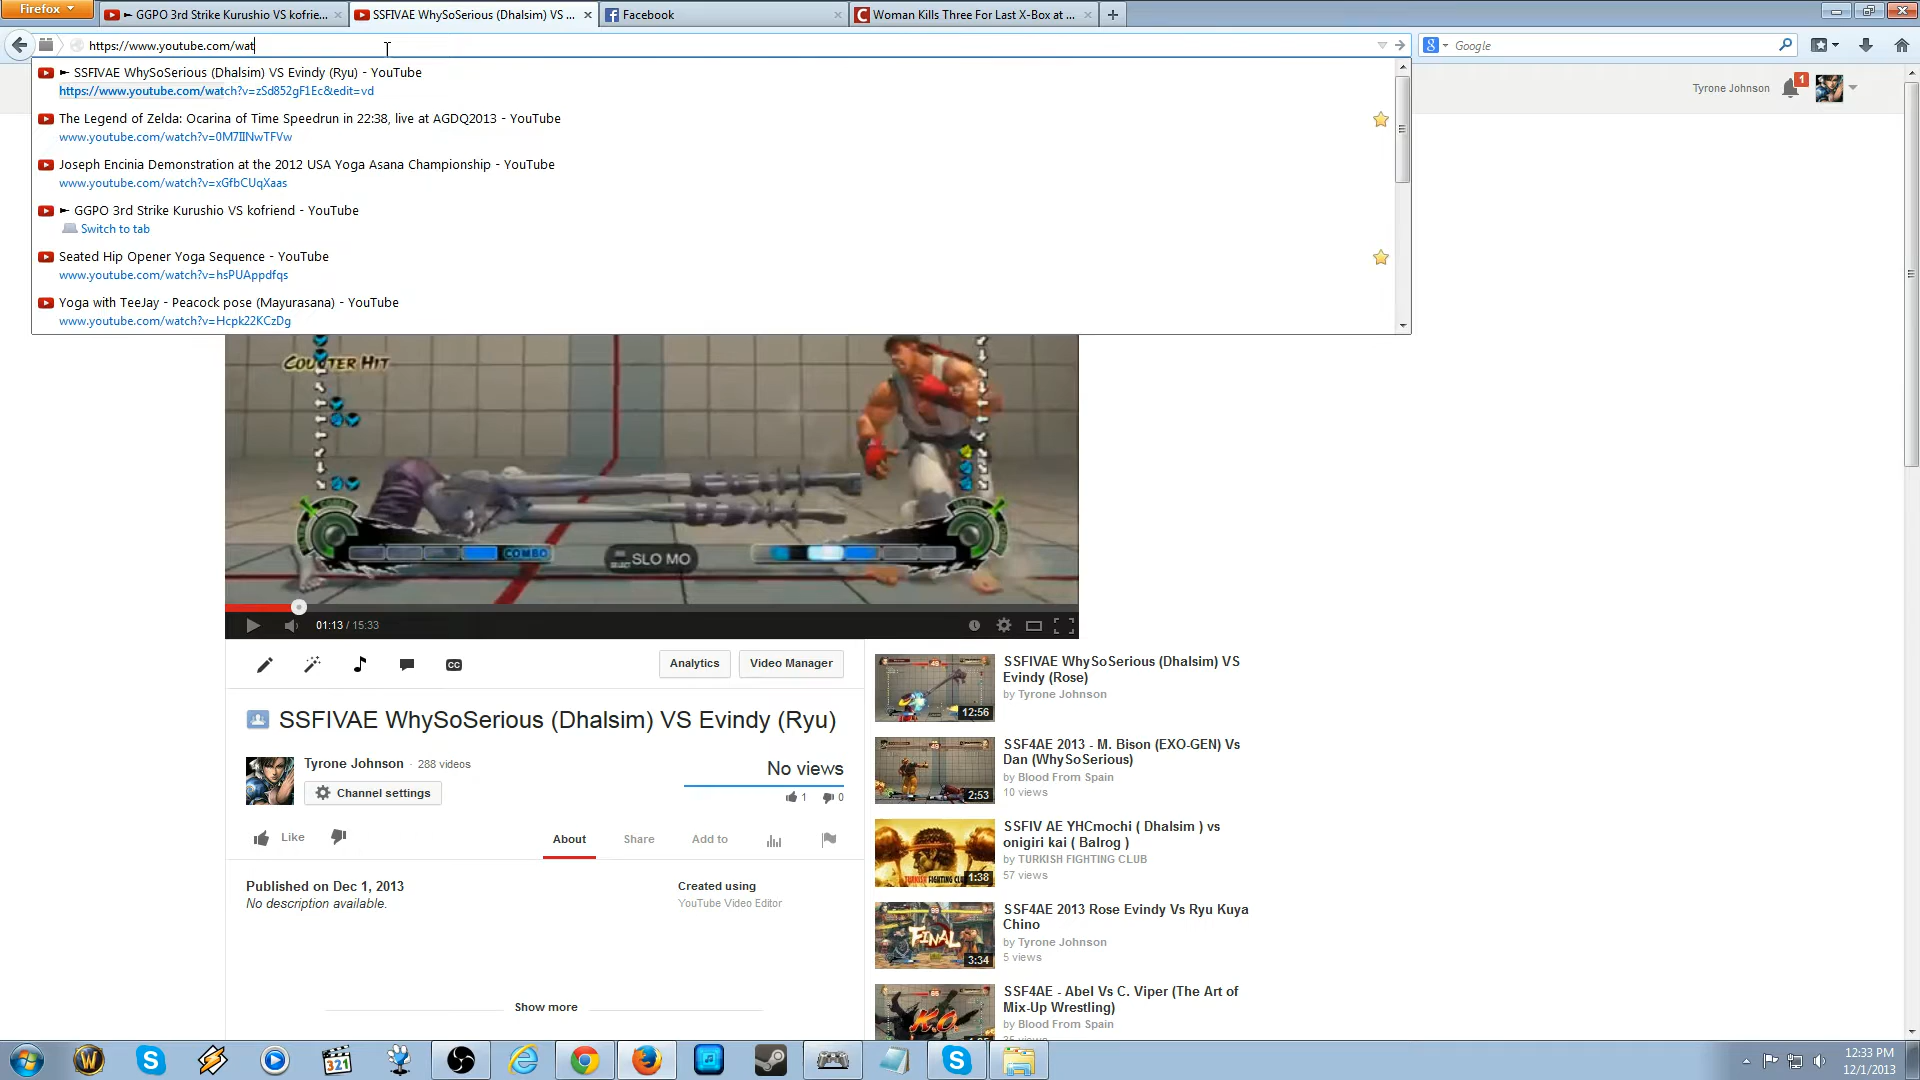 Firefox
► GGPO 3rd Strike Kurushio VS kofrie...
SSFIVAE WhySoSerious (Dhalsim) VS ...
Facebook
Woman Kills Three For Last X-Box at ...
https://www.youtube.com/wat
Google
► SSFIVAE WhySoSerious (Dhalsim) VS Evindy (Ryu) - YouTube
https://www.youtube.com/watch?v=zSd852gF1Ec&edit=vd
The Legend of Zelda: Ocarina of Time Speedrun in 22:38, live at AGDQ2013 - YouTube
www.youtube.com/watch?v=0M7IINwTFVw
Joseph Encinia Demonstration at the 2012 USA Yoga Asana Championship - YouTube
www.youtube.com/watch?v=xGfbCUqXaas
► GGPO 3rd Strike Kurushio VS kofriend - YouTube
Switch to tab
Seated Hip Opener Yoga Sequence - YouTube
www.youtube.com/watch?v=hsPUAppdfqs
Yoga with TeeJay - Peacock pose (Mayurasana) - YouTube
www.youtube.com/watch?v=Hcpk22KCzDg
Tyrone Johnson
1
COUNTER HIT
COMBO
SLO MO
01:13 / 15:33
CC
Analytics
Video Manager
SSFIVAE WhySoSerious (Dhalsim) VS Evindy (Ryu)
Tyrone Johnson · 288 videos
Channel settings
No views
1
0
Like
About
Share
Add to
Published on Dec 1, 2013
No description available.
Created using
YouTube Video Editor
Show more
12:56
SSFIVAE WhySoSerious (Dhalsim) VS
Evindy (Rose)
by Tyrone Johnson
2:53
SSF4AE 2013 - M. Bison (EXO-GEN) Vs
Dan (WhySoSerious)
by Blood From Spain
10 views
TURKISH FIGHTING CLUB
1:38
SSFIV AE YHCmochi ( Dhalsim ) vs
onigiri kai ( Balrog )
by TURKISH FIGHTING CLUB
57 views
FINAL
3:34
SSF4AE 2013 Rose Evindy Vs Ryu Kuya
Chino
by Tyrone Johnson
5 views
K.O.
SSF4AE - Abel Vs C. Viper (The Art of
Mix-Up Wrestling)
by Blood From Spain
321
12:33 PM
12/1/2013